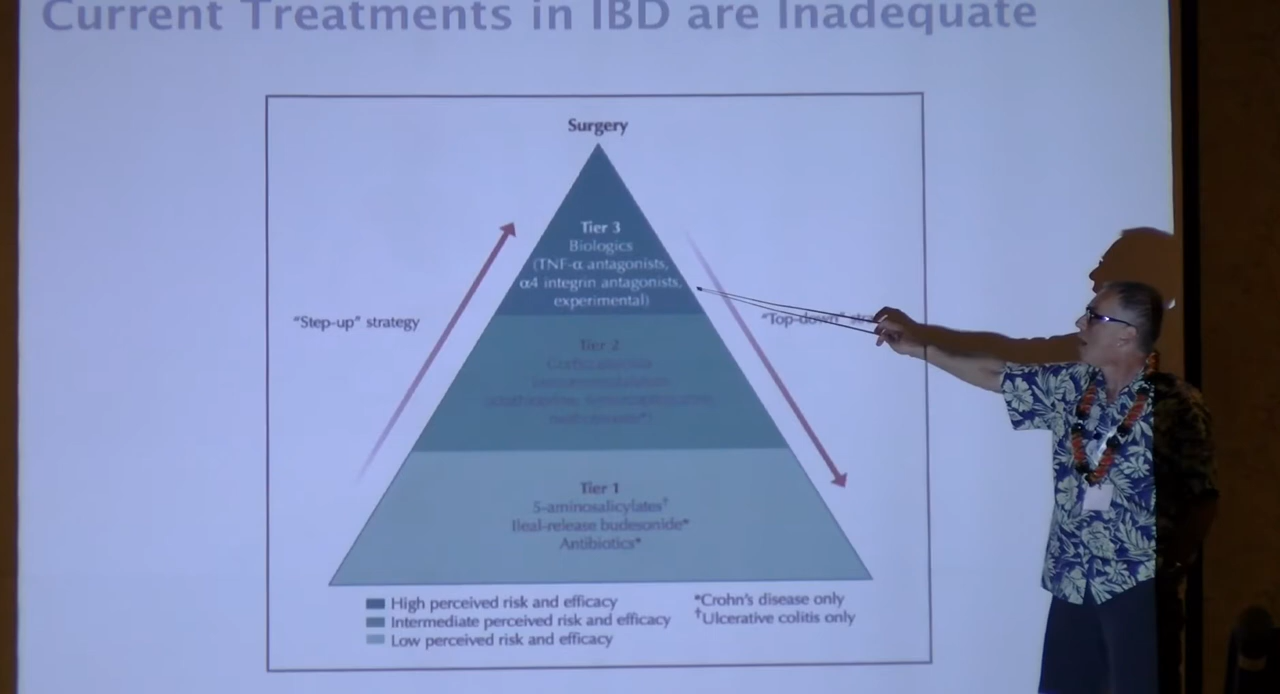 Current Treatments in IBD are Inadequate
Surgery
Tier 3
Biologics
(TNF-α antagonists,
α4 integrin antagonists,
experimental)
"Step-up" strategy
"Top-down"
Tier 2
Tier 1
5-aminosalicylates†
Ileal-release budesonide*
Antibiotics*
High perceived risk and efficacy
Intermediate perceived risk and efficacy
Low perceived risk and efficacy
*Crohn's disease only
†Ulcerative colitis only